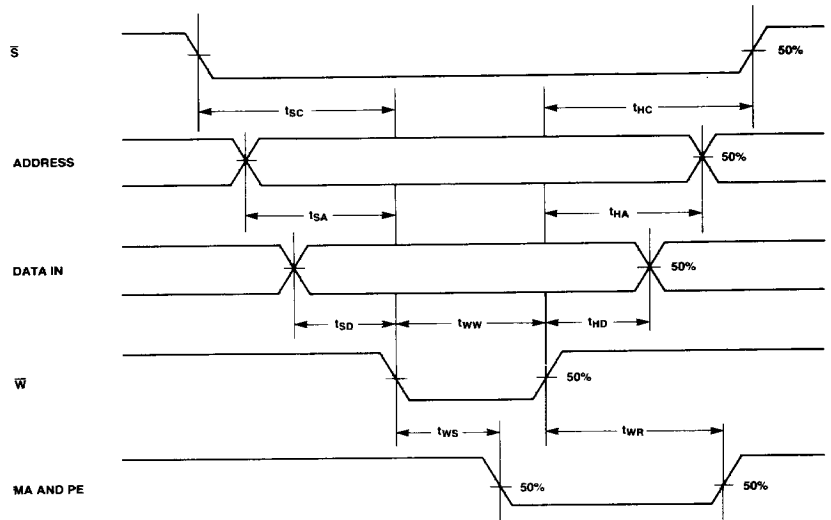 S̅
50%
tSC
tHC
ADDRESS
50%
tSA
tHA
DATA IN
50%
tSD
tWW
tHD
W̅
50%
tWS
tWR
MA AND PE
50%
50%